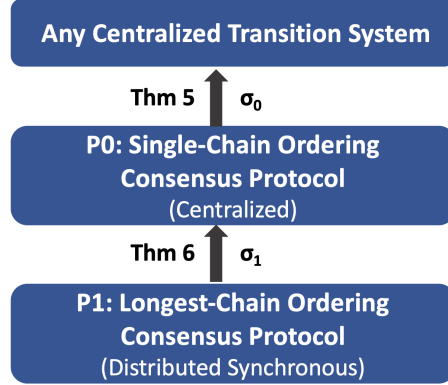 Any Centralized Transition System
Thm 5 σ₀
P0: Single-Chain Ordering
Consensus Protocol
(Centralized)
Thm 6 σ₁
P1: Longest-Chain Ordering
Consensus Protocol
(Distributed Synchronous)